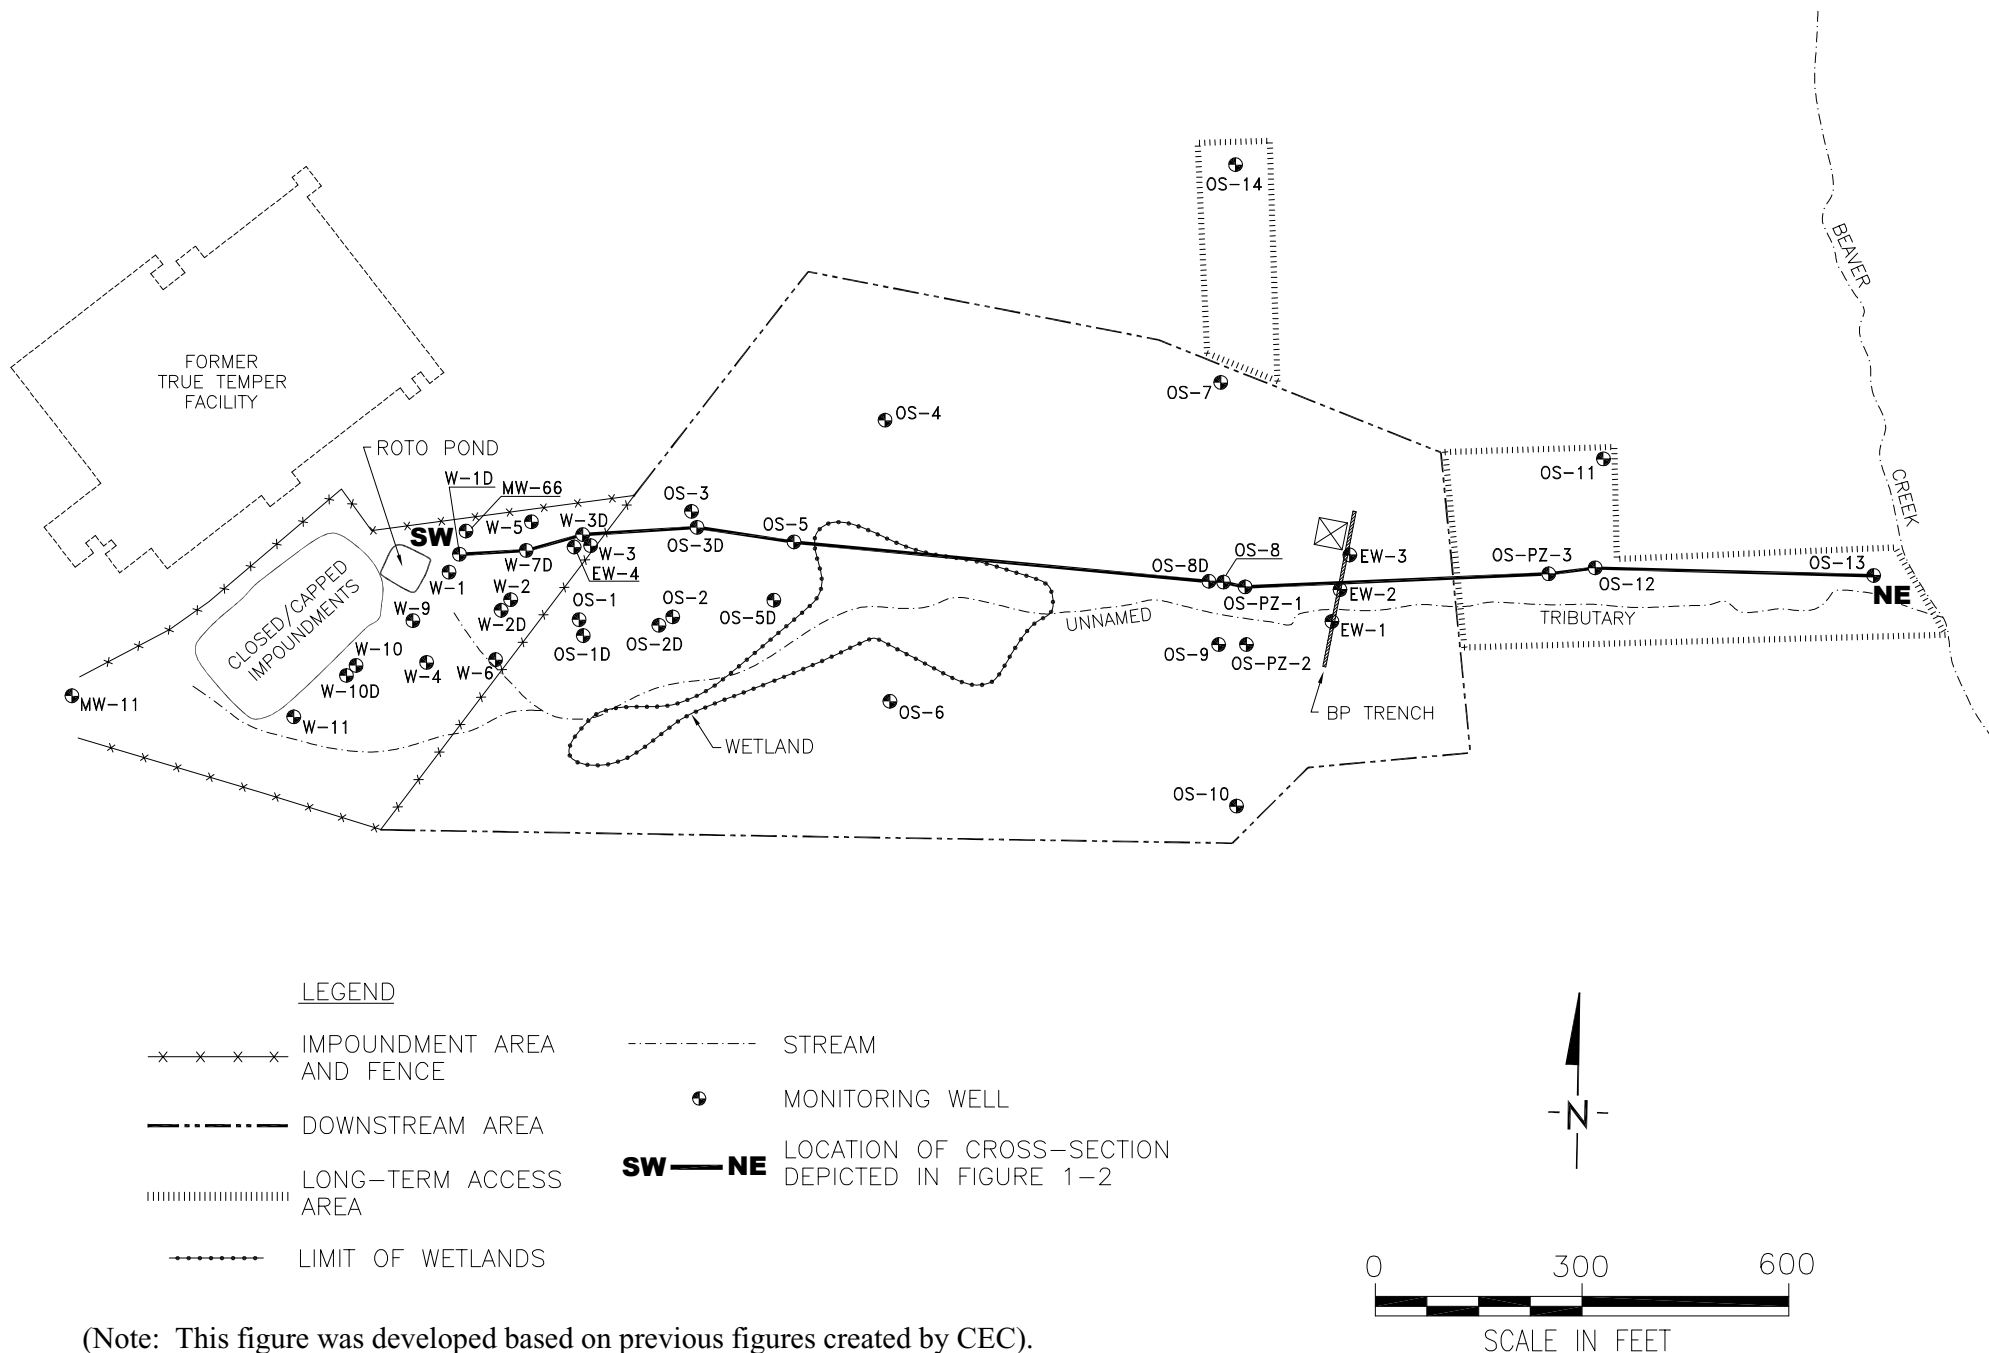 BEAVER
CREEK
OS-14
FORMER
TRUE TEMPER
FACILITY
OS-7
OS-4
ROTO POND
W-1D
MW-66
OS-3
OS-11
W-5
W-3D
OS-5
SW
OS-3D
W-3
W-7D
EW-4
OS-8
OS-8D
EW-3
OS-PZ-3
OS-12
OS-13
NE
W-1
W-2
OS-1
OS-2
OS-5D
OS-PZ-1
EW-2
W-9
W-2D
OS-2D
UNNAMED
EW-1
TRIBUTARY
CLOSED/CAPPED
IMPOUNDMENTS
W-10
W-4
W-6
OS-1D
OS-9
OS-PZ-2
W-10D
MW-11
W-11
OS-6
BP TRENCH
WETLAND
OS-10
LEGEND
IMPOUNDMENT AREA
AND FENCE
DOWNSTREAM AREA
LONG-TERM ACCESS
AREA
LIMIT OF WETLANDS
STREAM
MONITORING WELL
SW NE
LOCATION OF CROSS-SECTION
DEPICTED IN FIGURE 1-2
N
0 300 600
SCALE IN FEET
(Note: This figure was developed based on previous figures created by CEC).